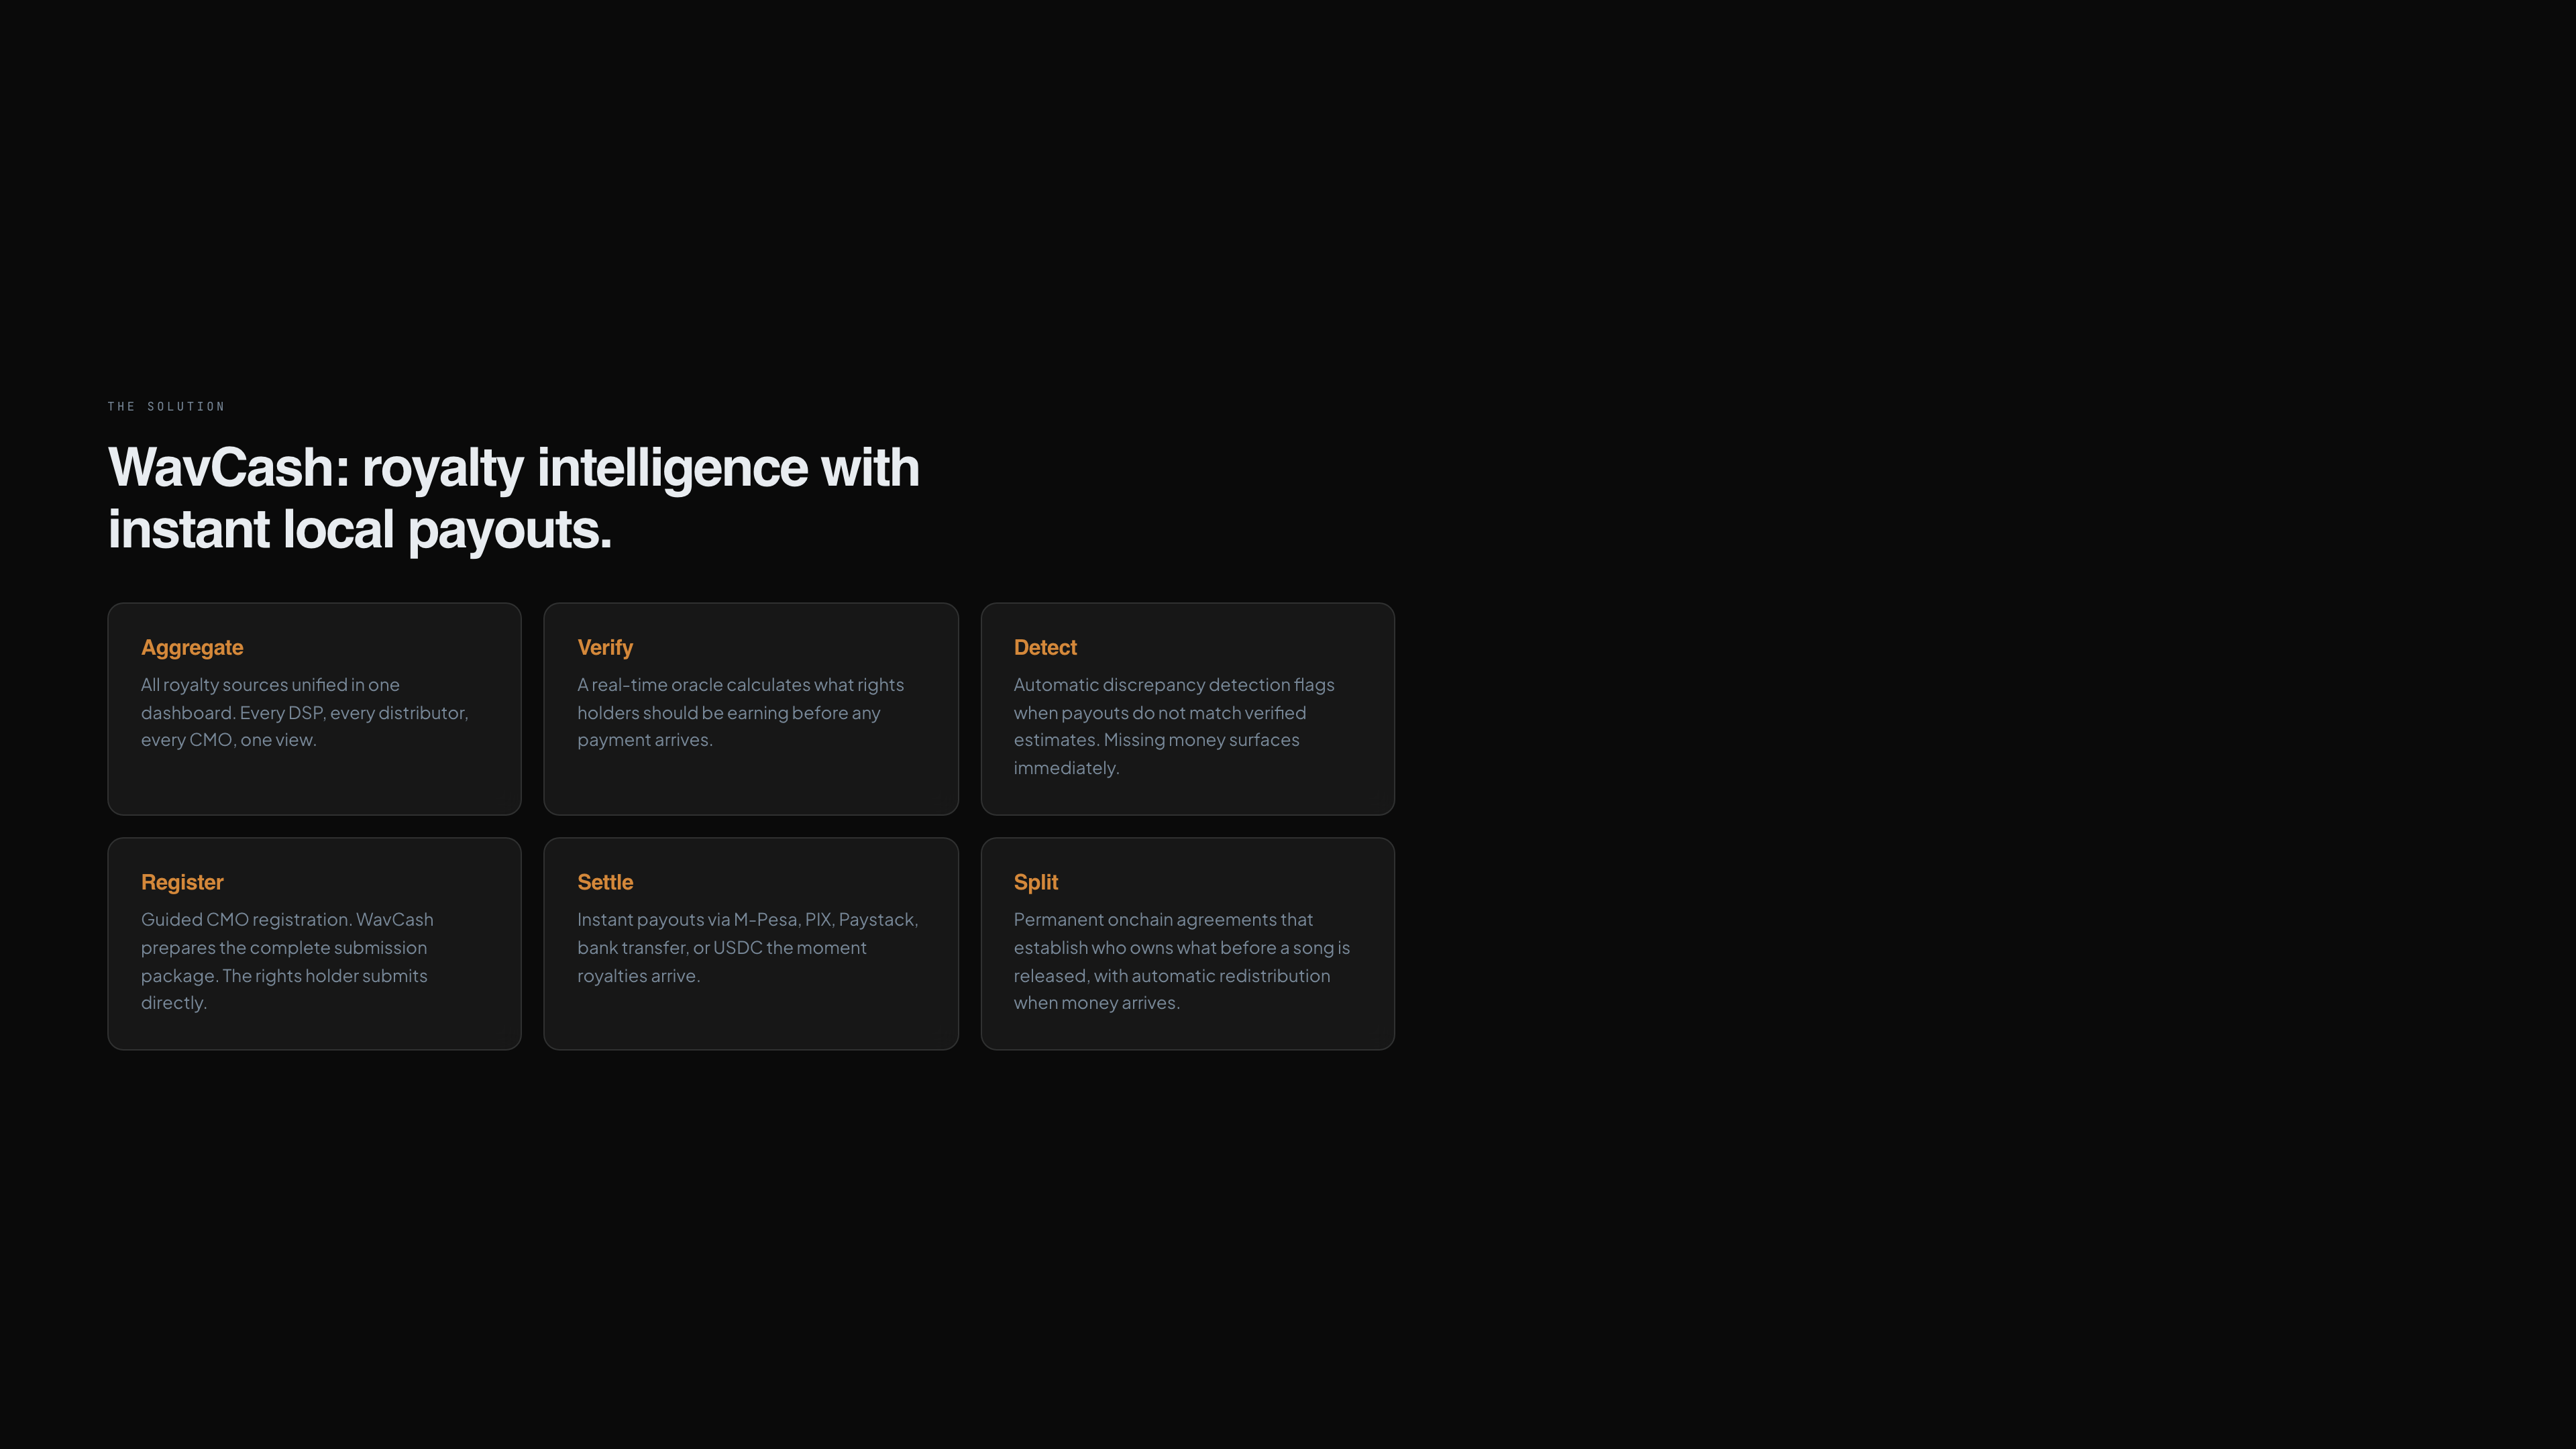 THE SOLUTION
WavCash: royalty intelligence with
instant local payouts.
Aggregate
All royalty sources unified in one
dashboard. Every DSP, every distributor,
every CMO, one view.
Verify
A real-time oracle calculates what rights
holders should be earning before any
payment arrives.
Detect
Automatic discrepancy detection flags
when payouts do not match verified
estimates. Missing money surfaces
immediately.
Register
Guided CMO registration. WavCash
prepares the complete submission
package. The rights holder submits
directly.
Settle
Instant payouts via M-Pesa, PIX, Paystack,
bank transfer, or USDC the moment
royalties arrive.
Split
Permanent onchain agreements that
establish who owns what before a song is
released, with automatic redistribution
when money arrives.